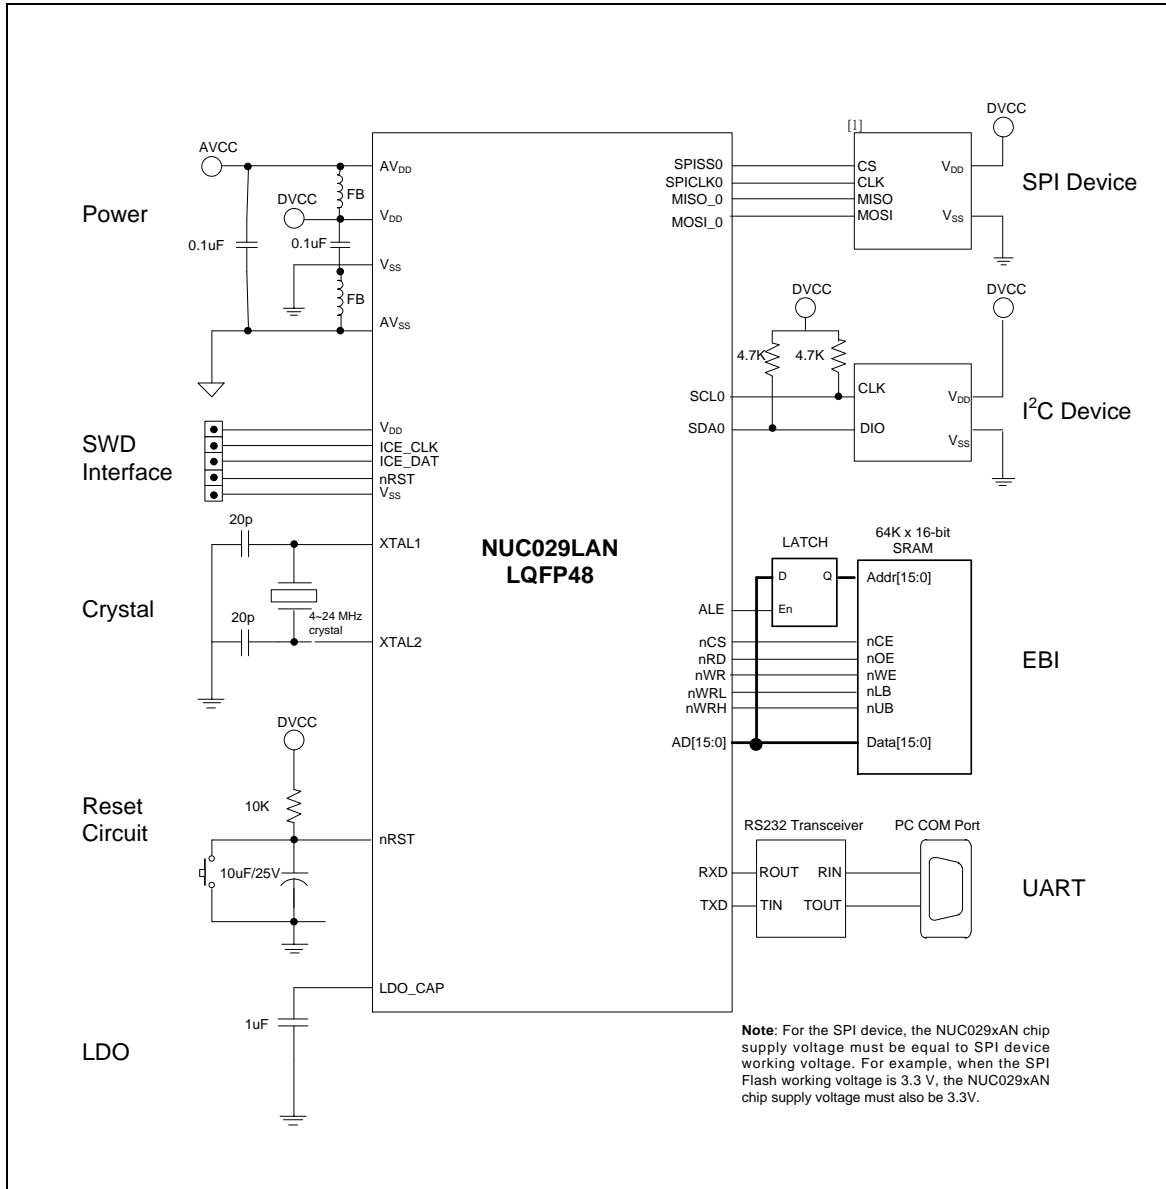 Power
AVCC
DVCC
FB
0.1uF
0.1uF
FB
AVDD
VDD
VSS
AVSS
SWD
Interface
VDD
ICE_CLK
ICE_DAT
nRST
VSS
Crystal
20p
20p
4~24 MHz
crystal
XTAL1
XTAL2
Reset
Circuit
DVCC
10K
10uF/25V
nRST
LDO
1uF
LDO_CAP
NUC029LAN
LQFP48
SPISS0
SPICLK0
MISO_0
MOSI_0
[1]
CS
CLK
MISO
MOSI
VDD
VSS
DVCC
SPI Device
DVCC
4.7K
4.7K
SCL0
SDA0
CLK
DIO
VDD
VSS
DVCC
I2C Device
LATCH
D
Q
En
64K x 16-bit
SRAM
Addr[15:0]
ALE
nCS
nRD
nWR
nWRL
nWRH
AD[15:0]
nCE
nOE
nWE
nLB
nUB
Data[15:0]
EBI
RS232 Transceiver
PC COM Port
RXD
TXD
ROUT
RIN
TIN
TOUT
UART
Note: For the SPI device, the NUC029xAN chip
supply voltage must be equal to SPI device
working voltage. For example, when the SPI
Flash working voltage is 3.3 V, the NUC029xAN
chip supply voltage must also be 3.3V.